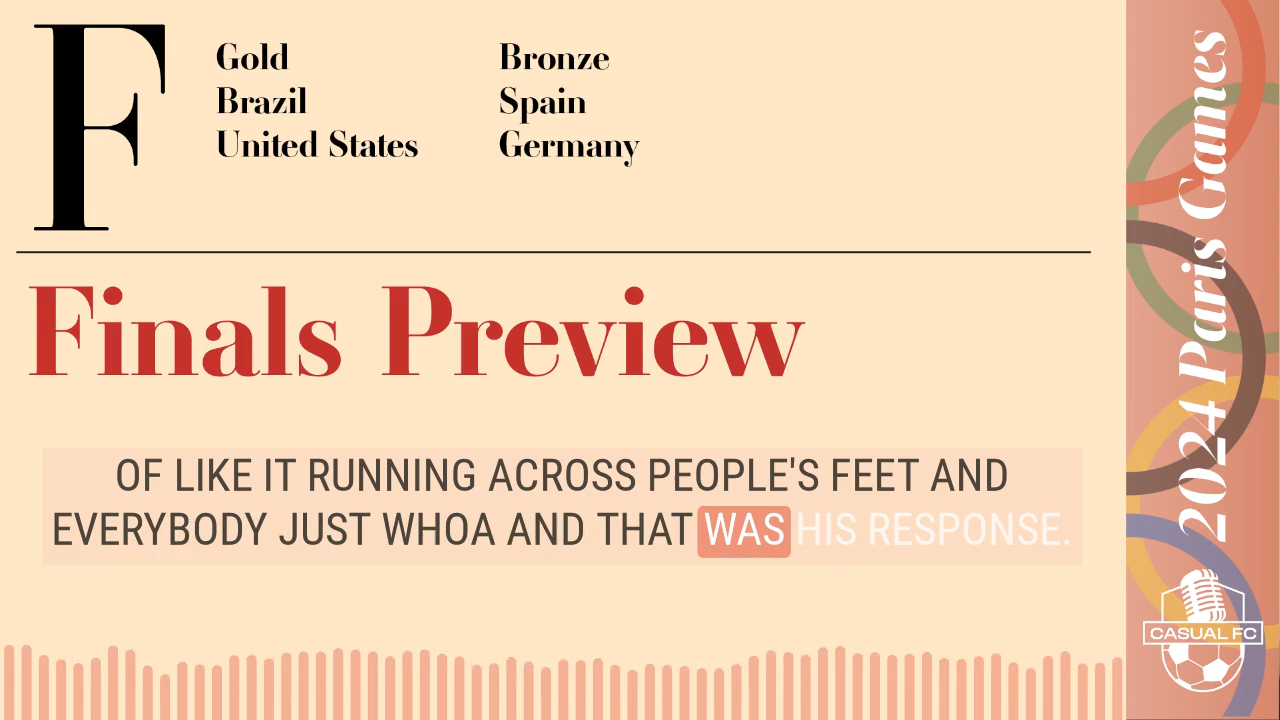 F
Gold
Brazil
United States
Bronze
Spain
Germany
Finals Preview
OF LIKE IT RUNNING ACROSS PEOPLE'S FEET AND
EVERYBODY JUST WHOA AND THAT WAS HIS RESPONSE.
2024 Paris Games
CASUAL FC